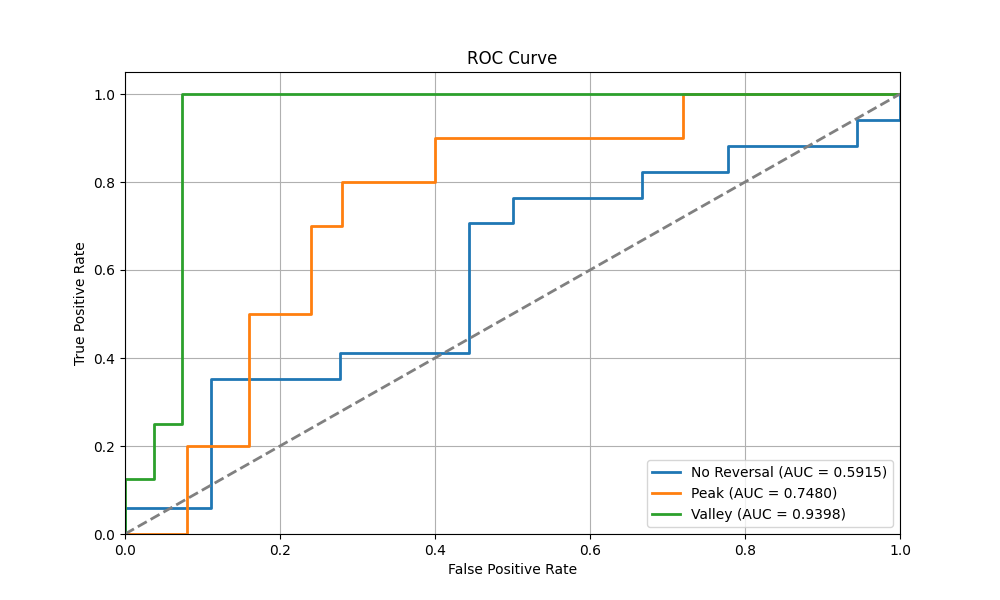 ROC Curve
1.0
0.8
0.6
0.4
0.2
0.0
True Positive Rate
0.0 0.2 0.4 0.6 0.8 1.0
False Positive Rate
No Reversal (AUC = 0.5915)
Peak (AUC = 0.7480)
Valley (AUC = 0.9398)